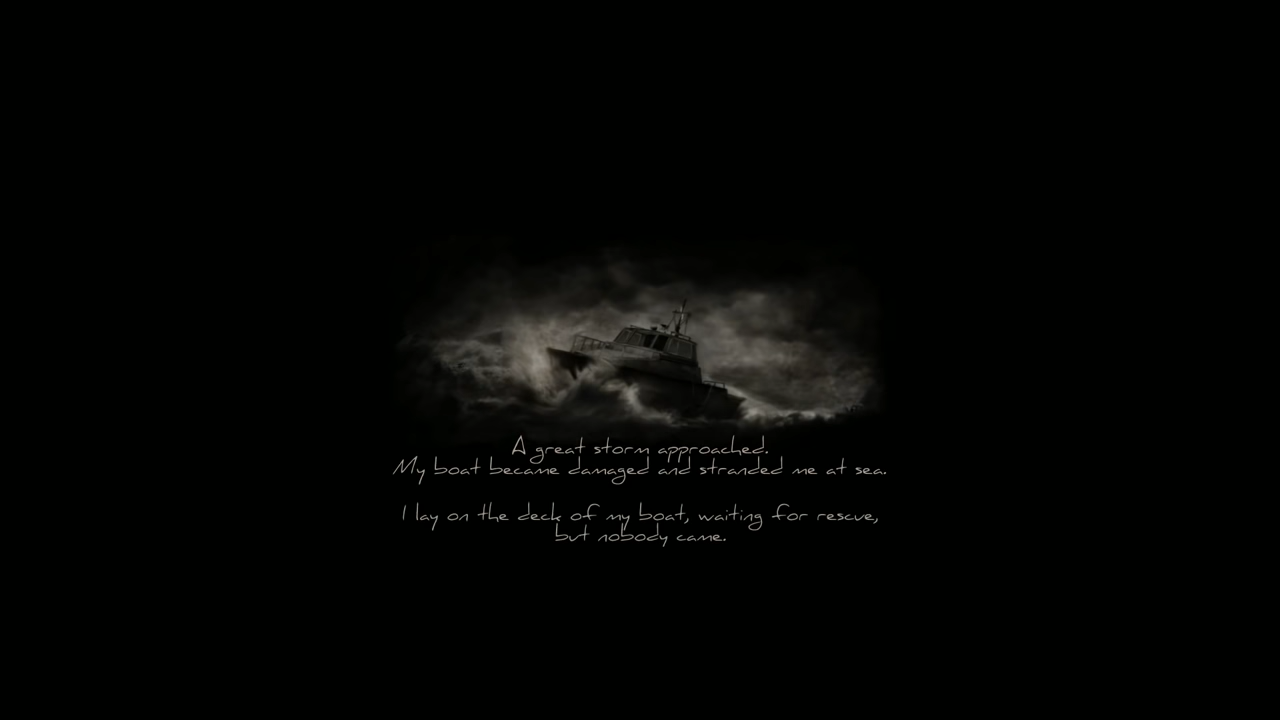 A great storm approached.
My boat became damaged and stranded me at sea.
I lay on the deck of my boat, waiting for rescue,
but nobody came.